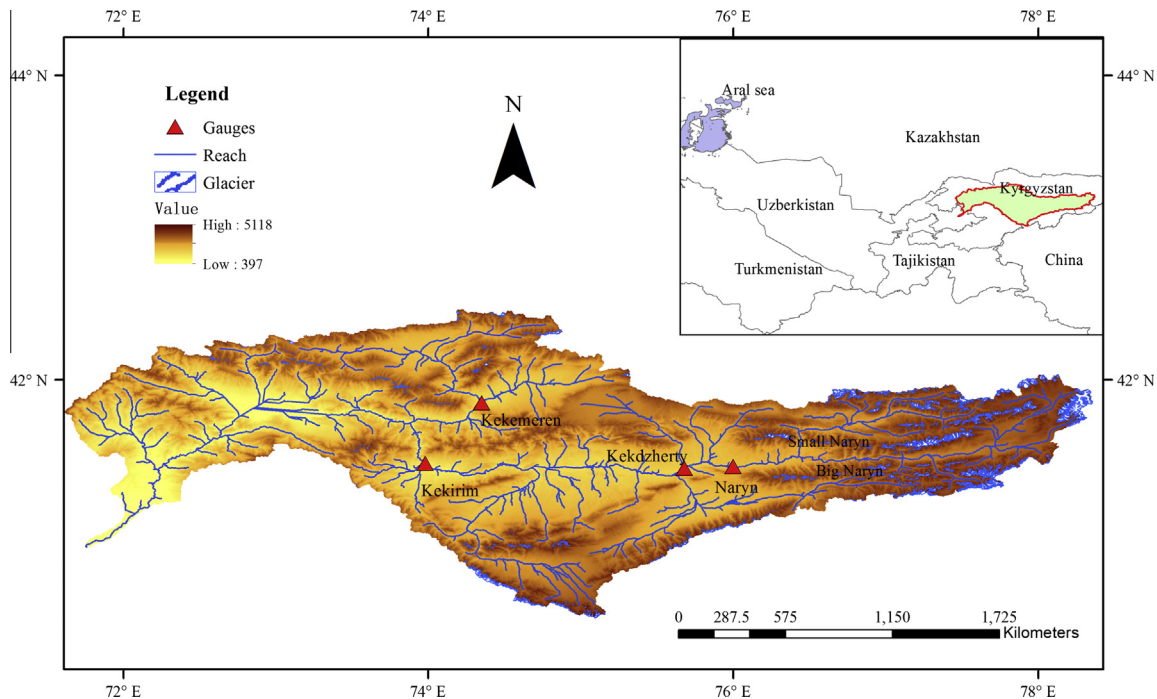 72° E 74° E 76° E 78° E
44° N 44° N
Legend
Gauges
Reach
Glacier
Value
High : 5118
Low : 397
N
Aral sea
Kazakhstan
Kyrgyzstan
Uzberkistan
Turkmenistan
Tajikistan
China
42° N 42° N
Kekemeren
Small Naryn
Kekdzherty
Big Naryn
Kekirim
Naryn
0 287.5 575 1,150 1,725
Kilometers
72° E 74° E 76° E 78° E